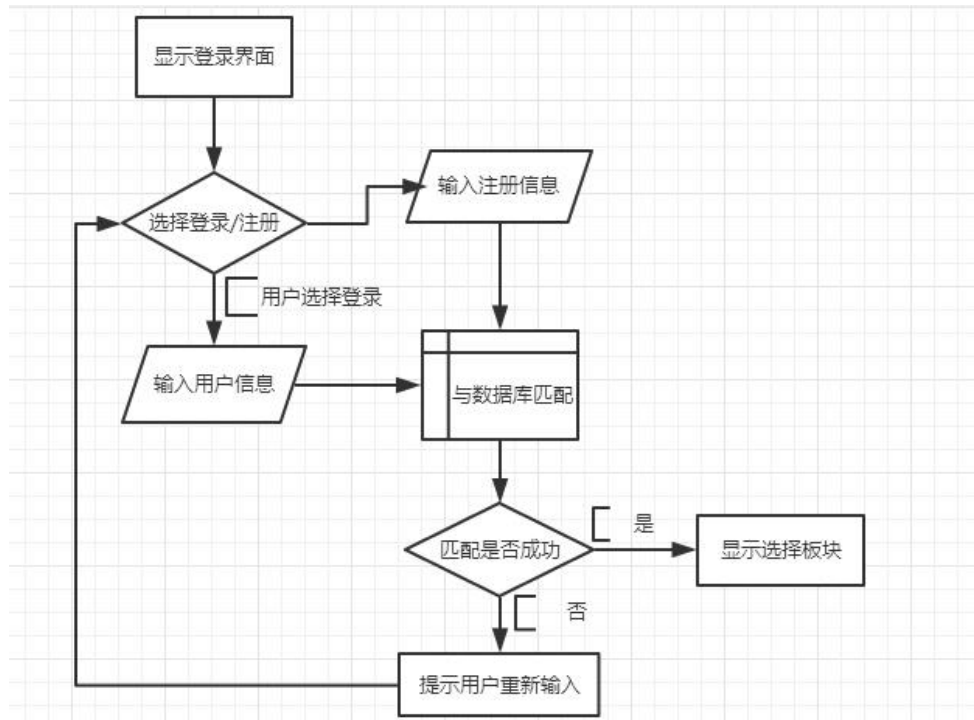 显示登录界面
选择登录/注册
输入注册信息
用户选择登录
输入用户信息
与数据库匹配
匹配是否成功
是
显示选择板块
否
提示用户重新输入